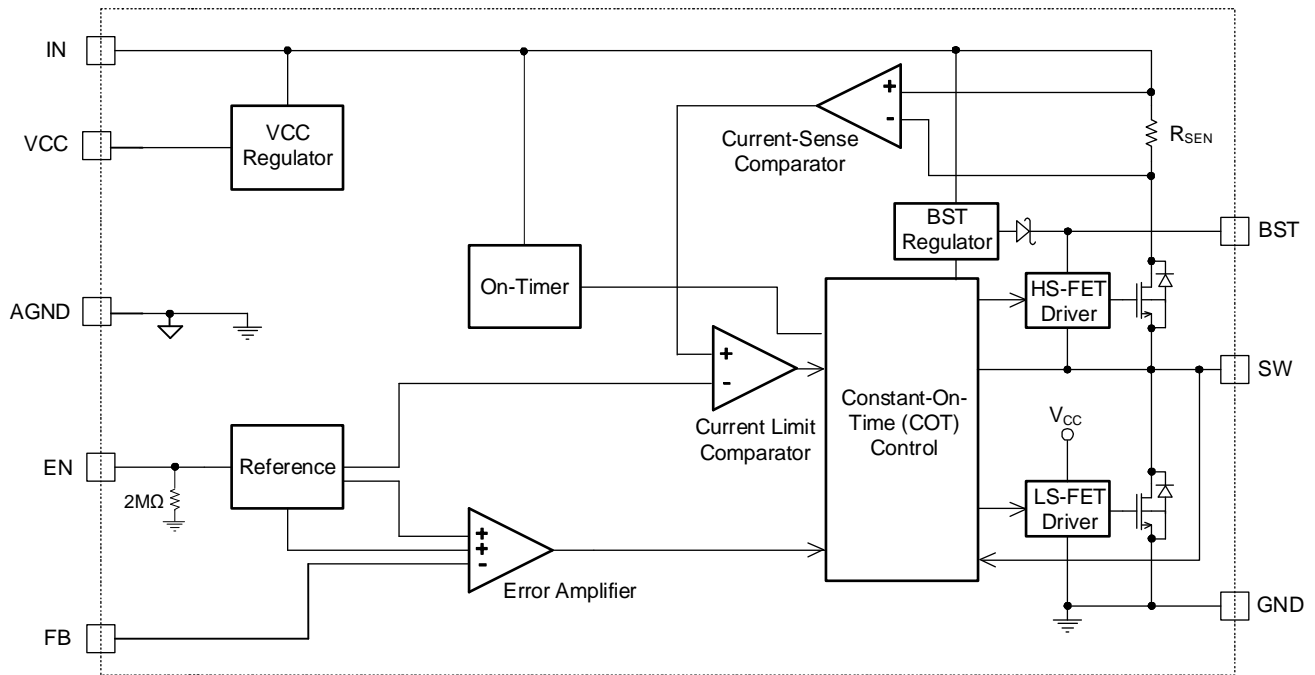 IN
VCC
Regulator
VCC
+
-
Current-Sense
Comparator
RSEN
BST
Regulator
BST
On-Timer
HS-FET
Driver
AGND
+
-
Current Limit
Comparator
Constant-On-
Time (COT)
Control
SW
VCC
EN
Reference
2MΩ
LS-FET
Driver
+
+
-
Error Amplifier
GND
FB